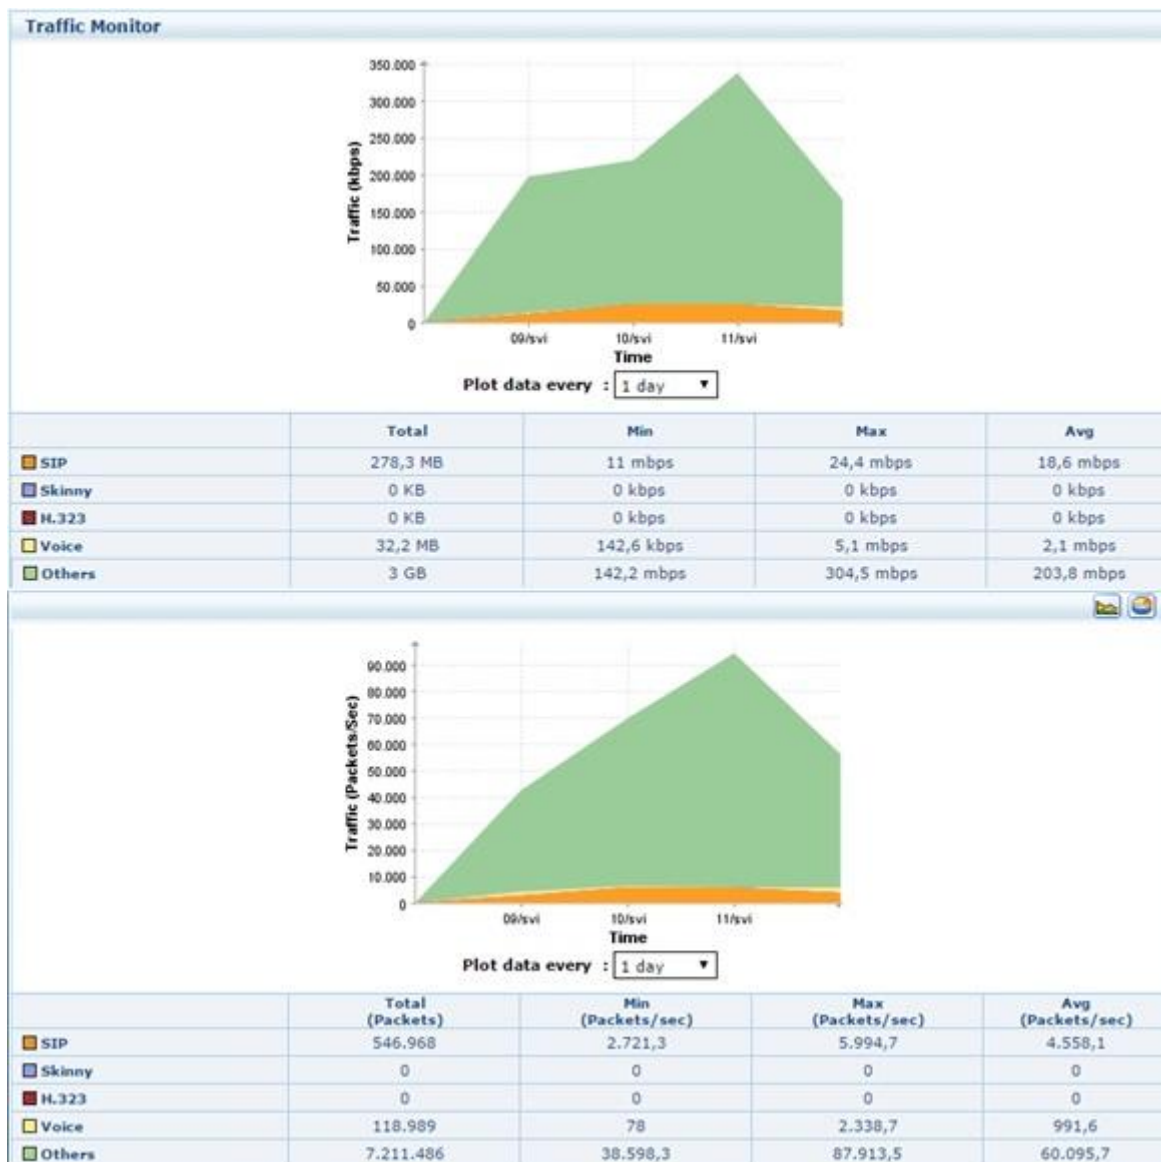 Traffic Monitor
350.000
300.000
250.000
200.000
150.000
100.000
50.000
0
Traffic (kbps)
09/svi 10/svi 11/svi
Time
Plot data every : 1 day
Total Min Max Avg
SIP 278,3 MB 11 mbps 24,4 mbps 18,6 mbps
Skinny 0 KB 0 kbps 0 kbps 0 kbps
H.323 0 KB 0 kbps 0 kbps 0 kbps
Voice 32,2 MB 142,6 kbps 5,1 mbps 2,1 mbps
Others 3 GB 142,2 mbps 304,5 mbps 203,8 mbps
90.000
80.000
70.000
60.000
50.000
40.000
30.000
20.000
10.000
0
Traffic (Packets/Sec)
09/svi 10/svi 11/svi
Time
Plot data every : 1 day
Total Min Max Avg
(Packets) (Packets/sec) (Packets/sec) (Packets/sec)
SIP 546.968 2.721,3 5.994,7 4.558,1
Skinny 0 0 0 0
H.323 0 0 0 0
Voice 118.989 78 2.338,7 991,6
Others 7.211.486 38.598,3 87.913,5 60.095,7